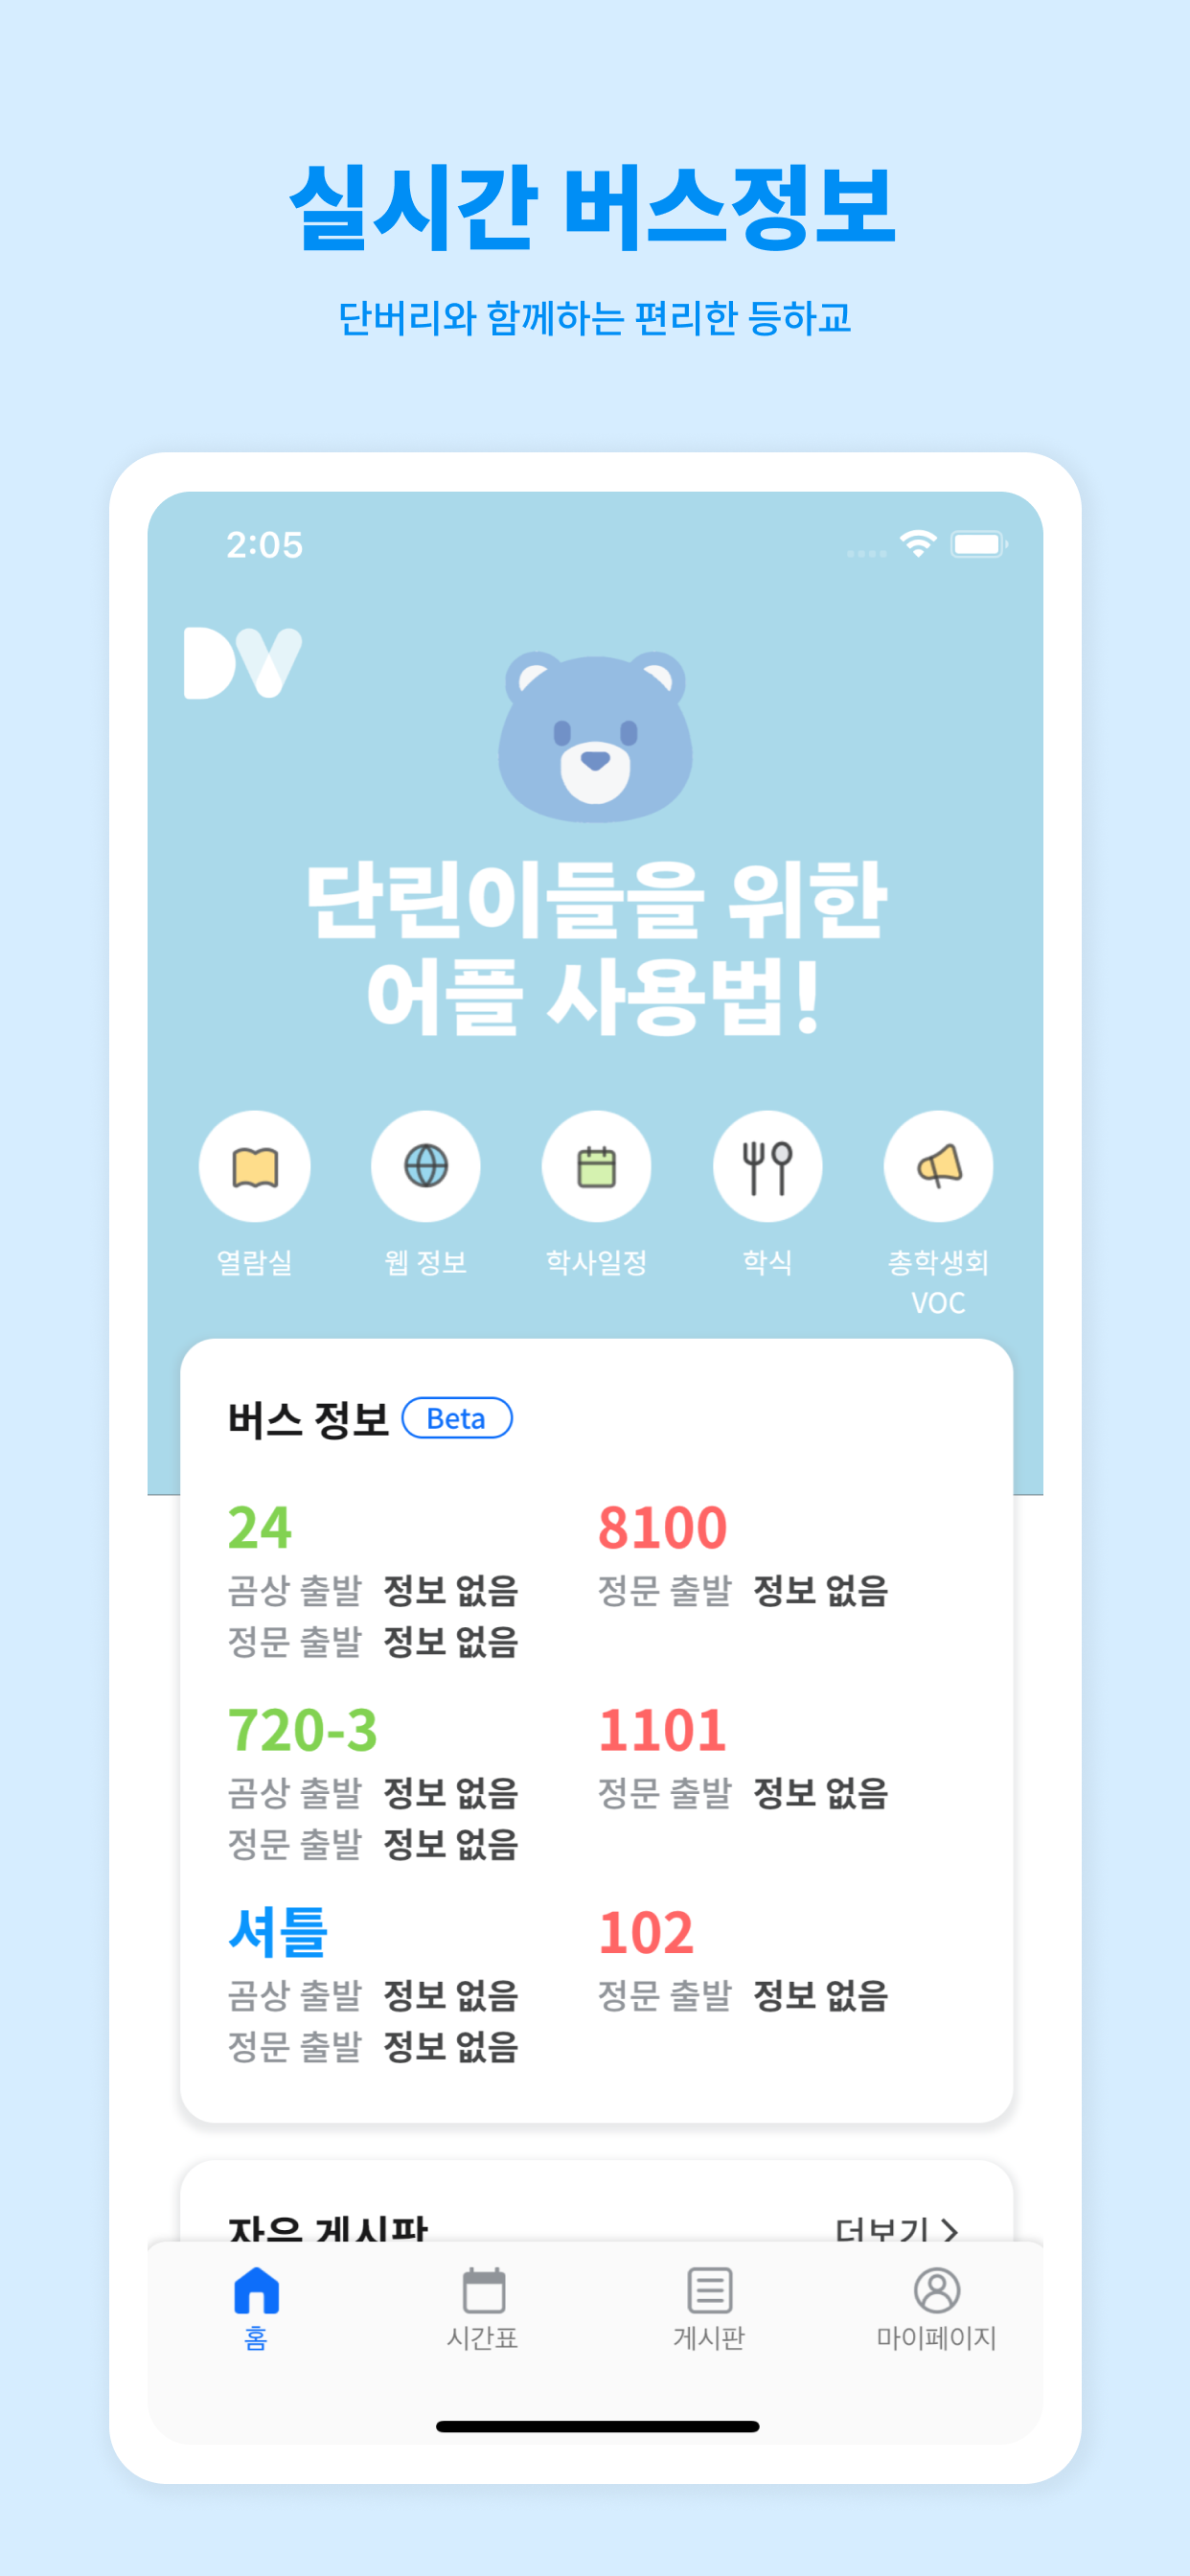 실시간 버스정보
단버리와 함께하는 편리한 등하교
2:05
DV
단린이들을 위한
어플 사용법!
열람실
웹 정보
학사일정
학식
총학생회
VOC
버스 정보 Beta
24
곰상 출발 정보 없음
정문 출발 정보 없음
8100
정문 출발 정보 없음
720-3
곰상 출발 정보 없음
정문 출발 정보 없음
1101
정문 출발 정보 없음
셔틀
곰상 출발 정보 없음
정문 출발 정보 없음
102
정문 출발 정보 없음
자유 게시판
더보기
홈
시간표
게시판
마이페이지